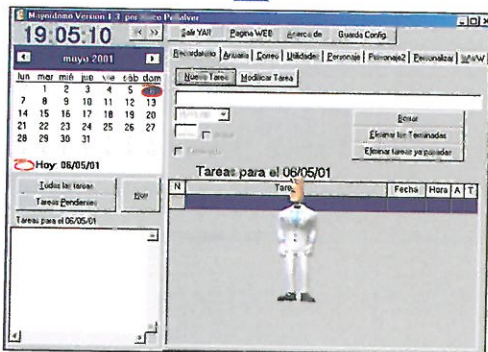 Mayordomo Version 1.3 por
19:05:10
Salir YA!!
Pagina WEB
Acerca de
Guarda Config.
mayo 2001
lun mar mié jue vie sáb dom
1 2 3 4 5 6
7 8 9 10 11 12 13
14 15 16 17 18 19 20
21 22 23 24 25 26 27
28 29 30 31
Hoy: 06/05/01
Todas las tareas
Tareas Pendientes
Hoy
Tareas para el 06/05/01
Recordatorio Agenda Correo Utilidades Personaje Personaje2 Personalizar
Nueva Tarea
Modificar Tarea
Borrar
Eliminar las Terminadas
Eliminar tareas ya pasadas
Tareas para el 06/05/01
N Tarea Fecha Hora A T